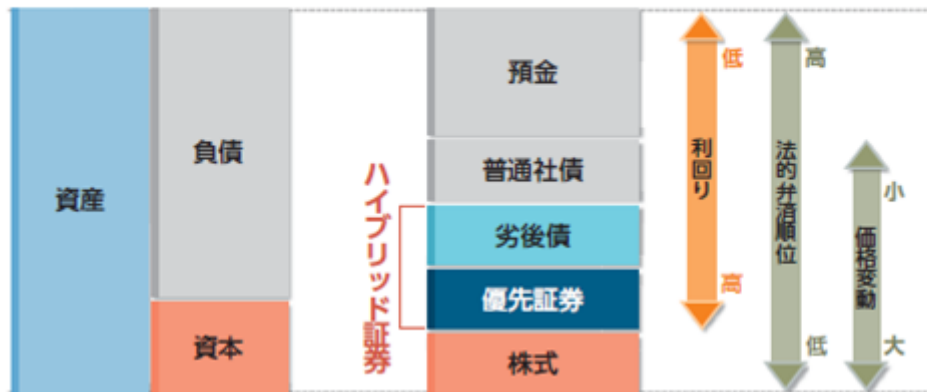 資産
負債
資本
ハイブリッド証券
預金
普通社債
劣後債
優先証券
株式
低
利回り
高
高
法的弁済順位
低
小
価格変動
大